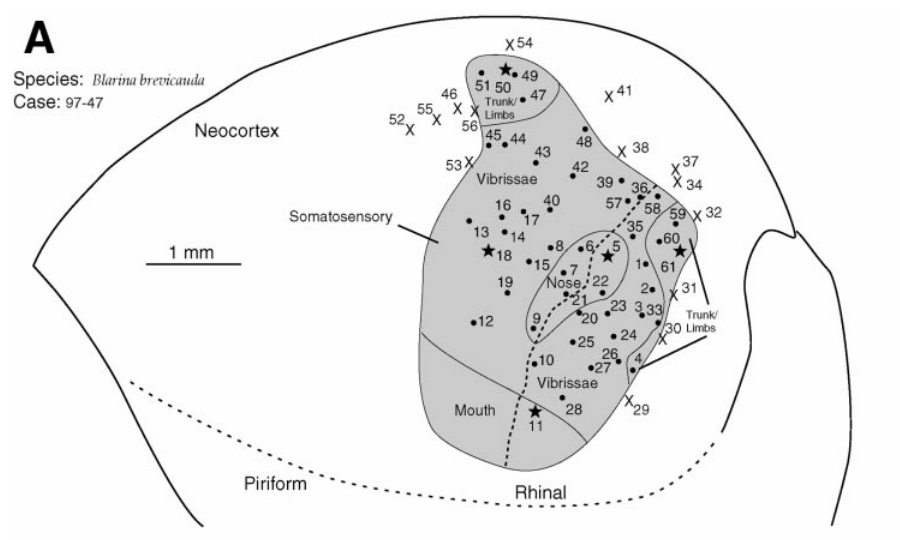 A
Species: Blarina brevicauda
Case: 97-47
X 54
51 50 49
Trunk/
Limbs
47
46 X
55 X
52 X
X
56
X 41
Neocortex
45 44
48
53 X
43
X 38
Vibrissae
42
X 37
39
36
X 34
57
58
16
17
40
X 32
59
Somatosensory
13
14
35
60
18
8
6
5
61
1 mm
15
7
1
Nose
19
21
22
2
X 31
12
9
20
23
3 33
Trunk/
Limbs
X 30
25
24
10
26
27
4
Vibrissae
Mouth
28
X 29
11
Piriform
Rhinal